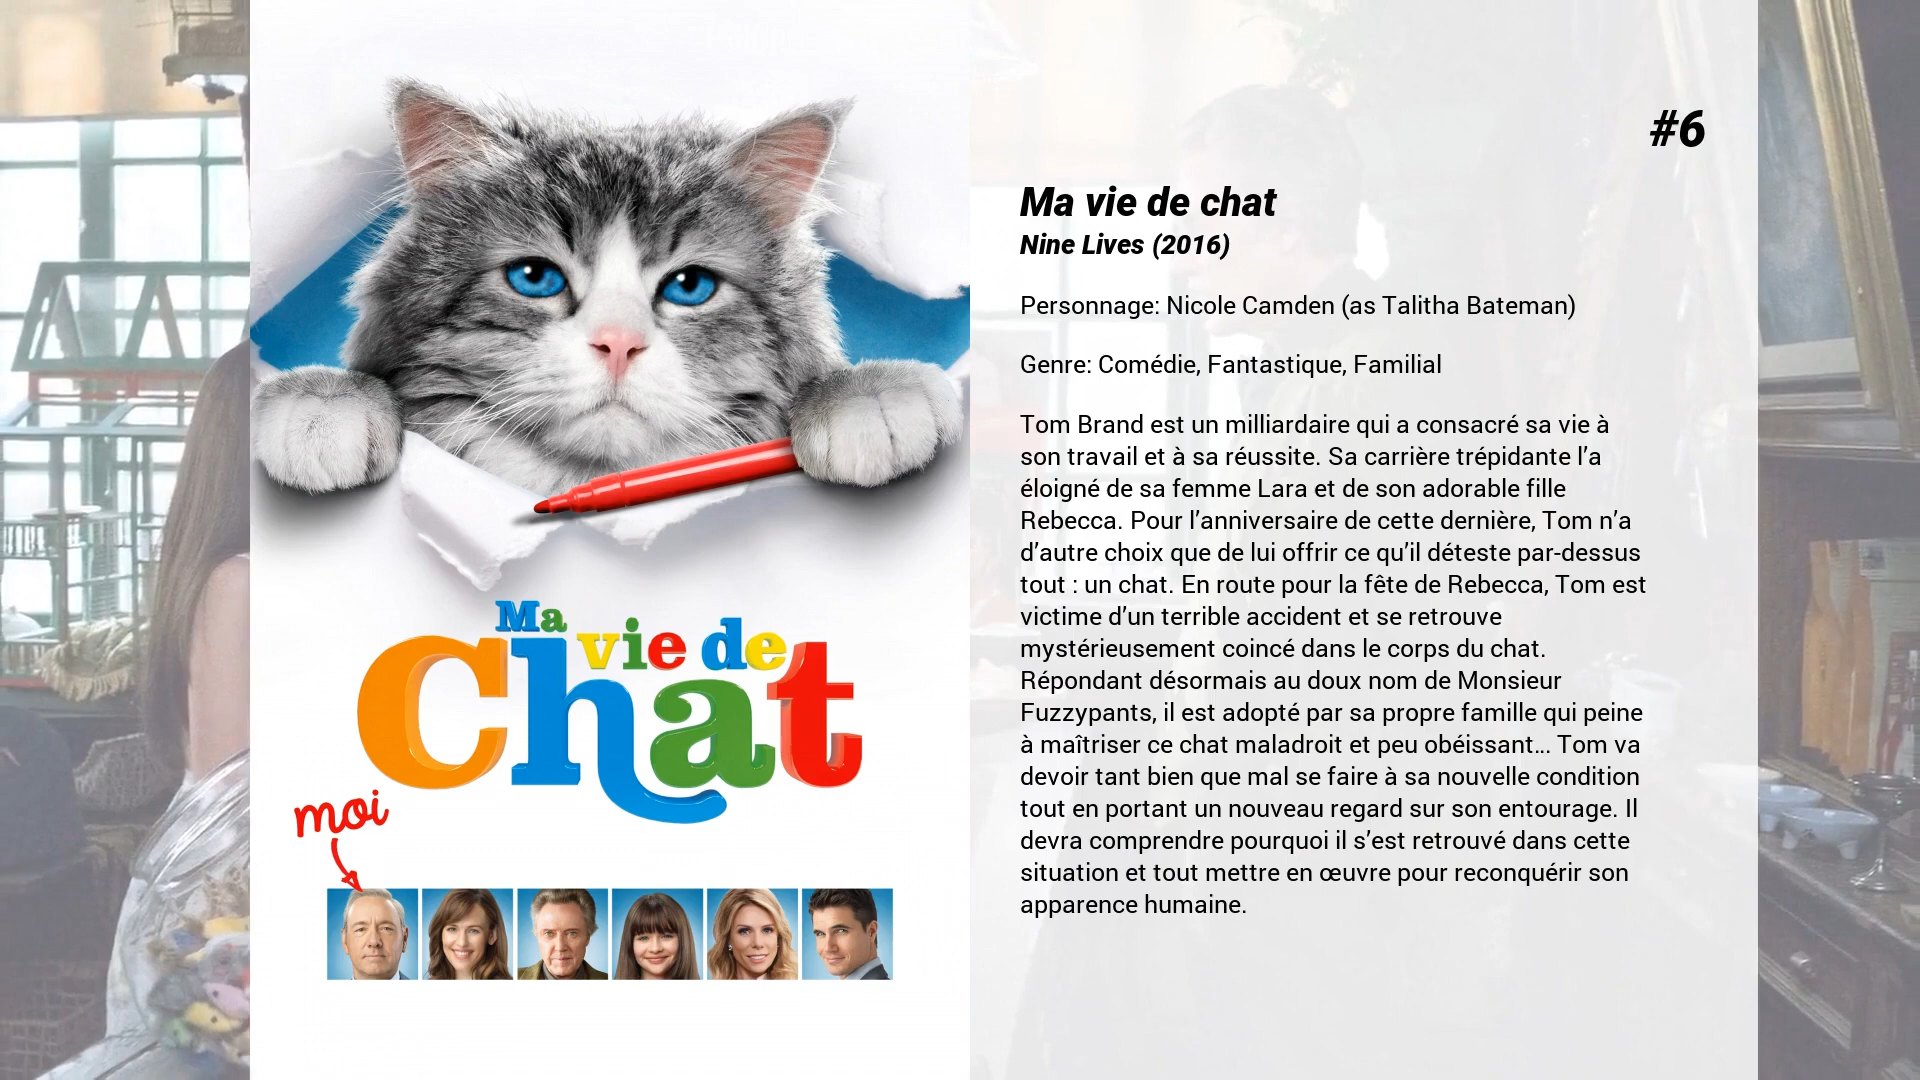 #6
Ma vie de chat
Nine Lives (2016)
Personnage: Nicole Camden (as Talitha Bateman)
Genre: Comédie, Fantastique, Familial
Tom Brand est un milliardaire qui a consacré sa vie à
son travail et à sa réussite. Sa carrière trépidante l’a
éloigné de sa femme Lara et de son adorable fille
Rebecca. Pour l’anniversaire de cette dernière, Tom n’a
d’autre choix que de lui offrir ce qu’il déteste par-dessus
tout : un chat. En route pour la fête de Rebecca, Tom est
victime d’un terrible accident et se retrouve
mystérieusement coincé dans le corps du chat.
Répondant désormais au doux nom de Monsieur
Fuzzypants, il est adopté par sa propre famille qui peine
à maîtriser ce chat maladroit et peu obéissant… Tom va
devoir tant bien que mal se faire à sa nouvelle condition
tout en portant un nouveau regard sur son entourage. Il
devra comprendre pourquoi il s’est retrouvé dans cette
situation et tout mettre en œuvre pour reconquérir son
apparence humaine.
Ma vie de
chat
moi